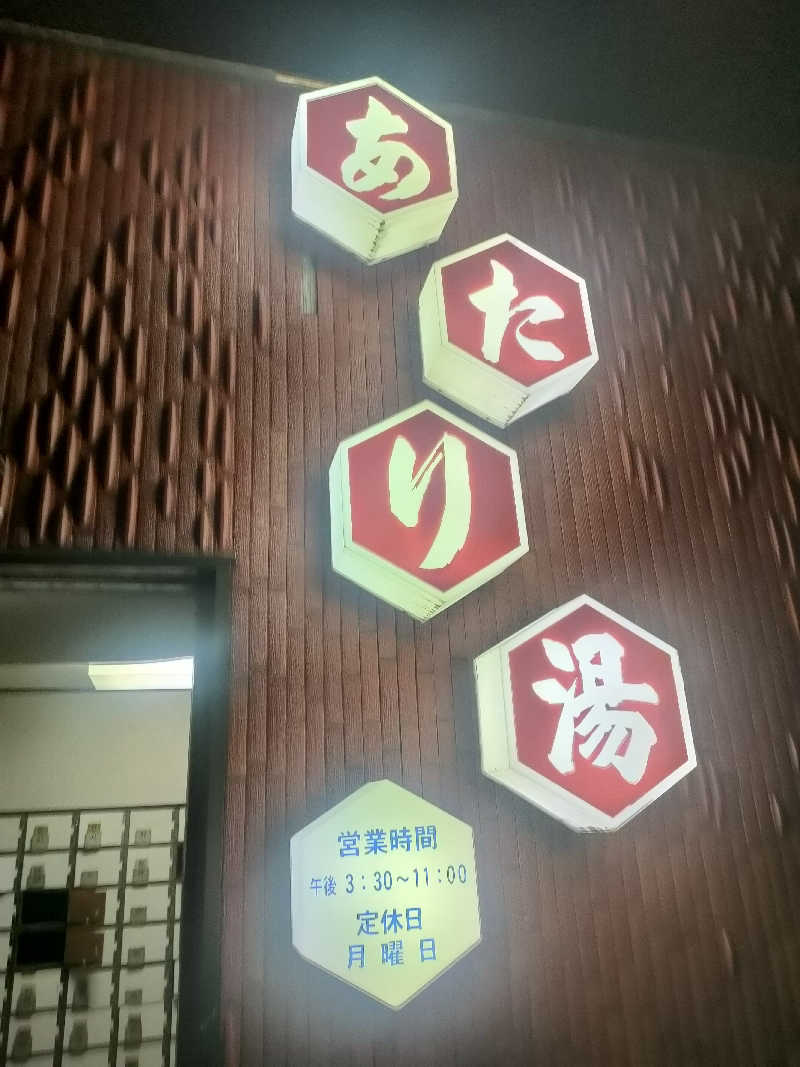 あ
た
り
湯
営業時間
午後 3:30~11:00
定休日
月曜日